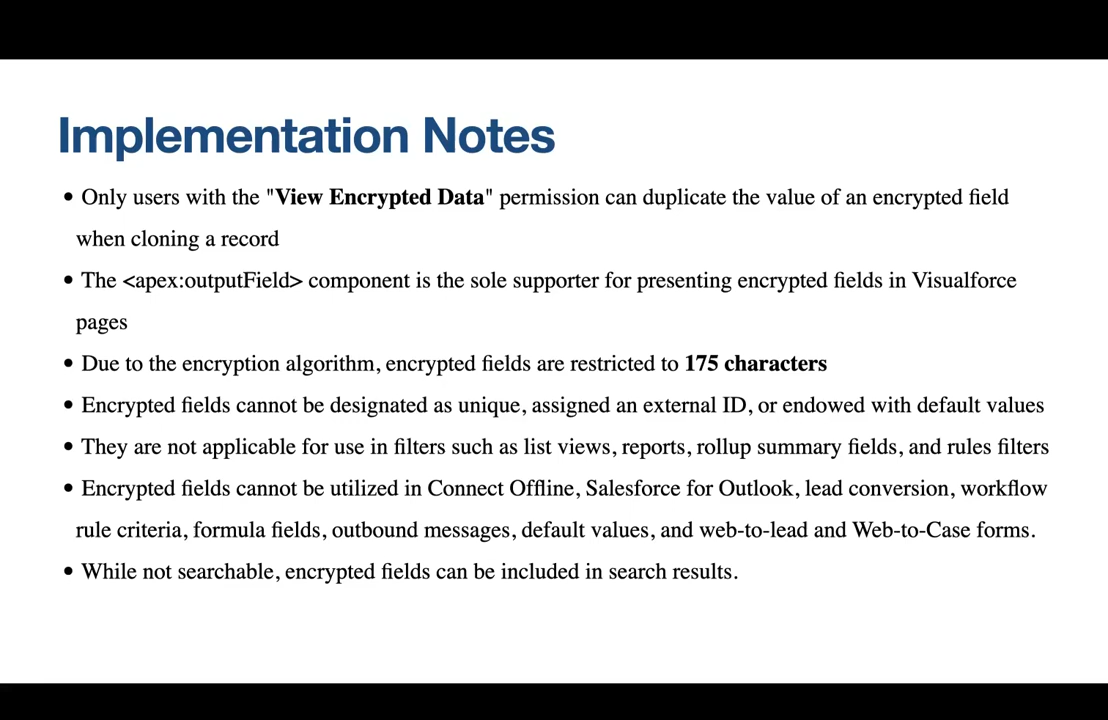 Implementation Notes
• Only users with the "View Encrypted Data" permission can duplicate the value of an encrypted field
when cloning a record
• The <apex:outputField> component is the sole supporter for presenting encrypted fields in Visualforce
pages
• Due to the encryption algorithm, encrypted fields are restricted to 175 characters
• Encrypted fields cannot be designated as unique, assigned an external ID, or endowed with default values
• They are not applicable for use in filters such as list views, reports, rollup summary fields, and rules filters
• Encrypted fields cannot be utilized in Connect Offline, Salesforce for Outlook, lead conversion, workflow
rule criteria, formula fields, outbound messages, default values, and web-to-lead and Web-to-Case forms.
• While not searchable, encrypted fields can be included in search results.